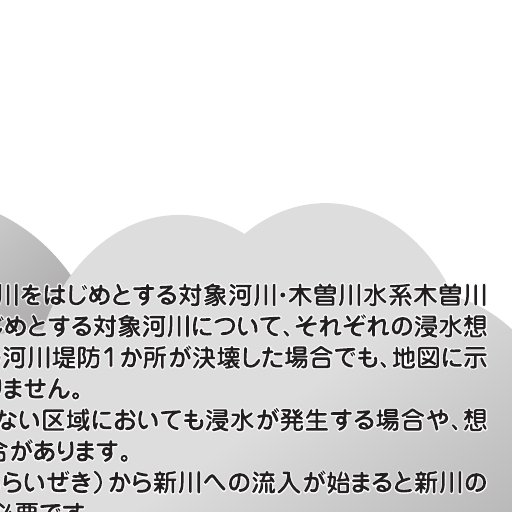 川をはじめとする対象河川・木曽川水系木曽川
じめとする対象河川について、それぞれの浸水想
河川堤防1か所が決壊した場合でも、地図に示
りません。
ない区域においても浸水が発生する場合や、想
合があります。
らいぜき）から新川への流入が始まると新川の
必要です